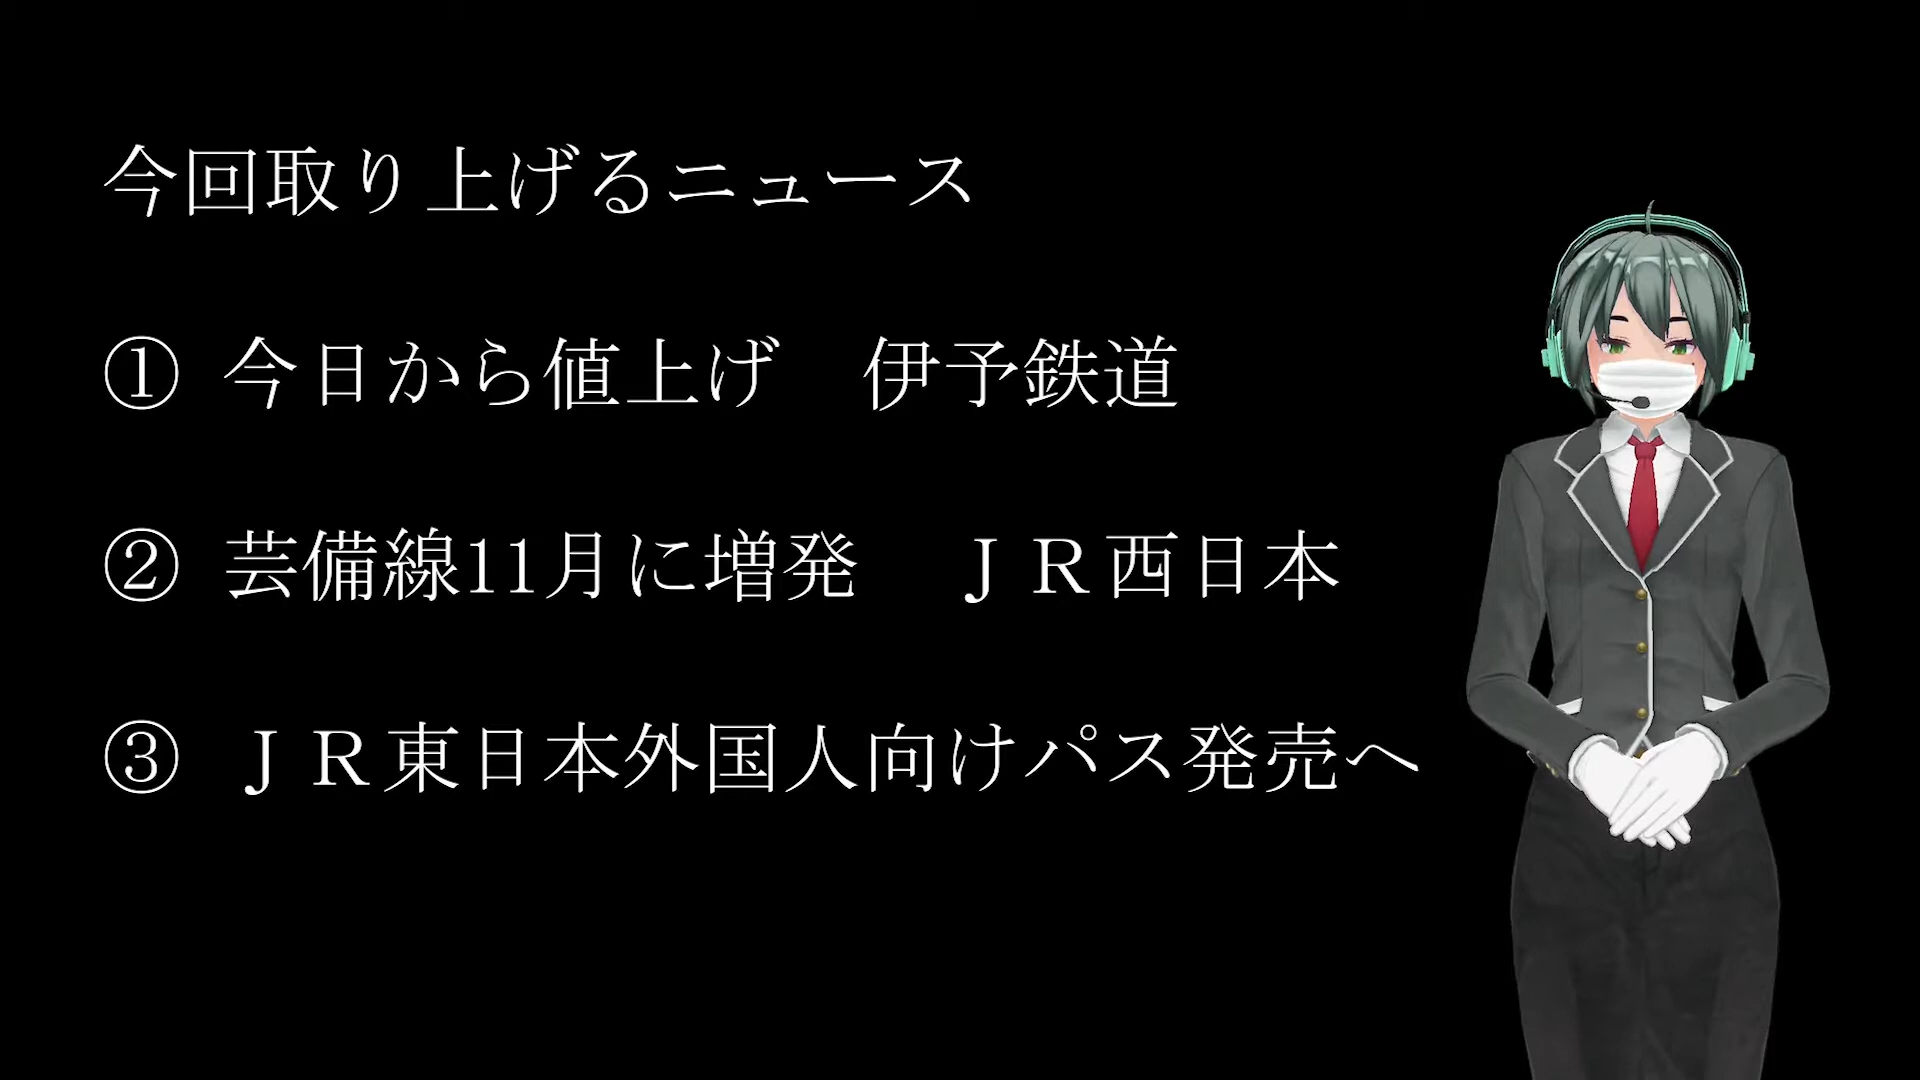 今回取り上げるニュース
① 今日から値上げ　伊予鉄道
② 芸備線11月に増発　ＪＲ西日本
③ ＪＲ東日本外国人向けパス発売へ